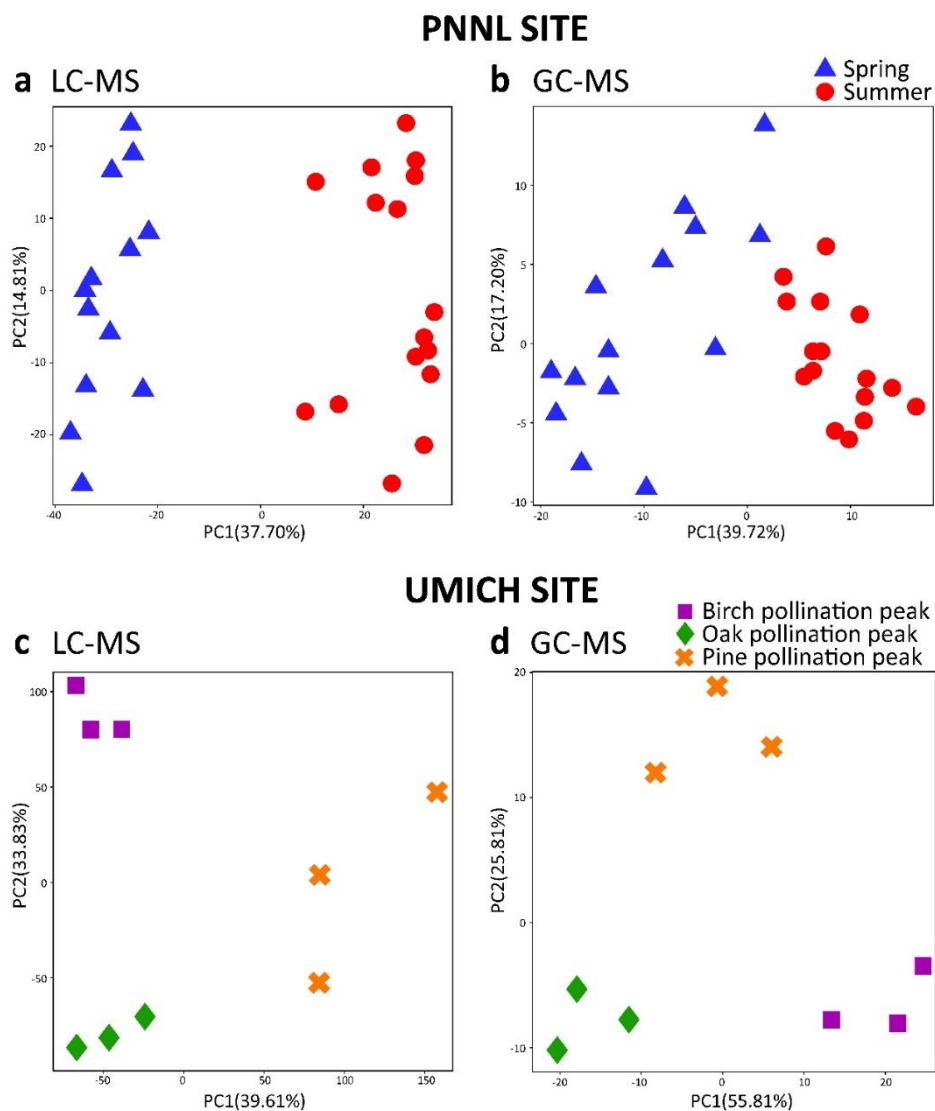 PNNL SITE
a LC-MS
b GC-MS
Spring
Summer
20
10
0
-10
-20
PC2(14.81%)
-40
-20
0
20
PC1(37.70%)
10
5
0
-5
-10
PC2(17.20%)
-20
-10
0
10
PC1(39.72%)
UMICH SITE
c LC-MS
d GC-MS
Birch pollination peak
Oak pollination peak
Pine pollination peak
100
50
0
-50
PC2(33.83%)
-50
0
50
100
150
PC1(39.61%)
20
10
0
-10
PC2(25.81%)
-20
-10
0
10
20
PC1(55.81%)